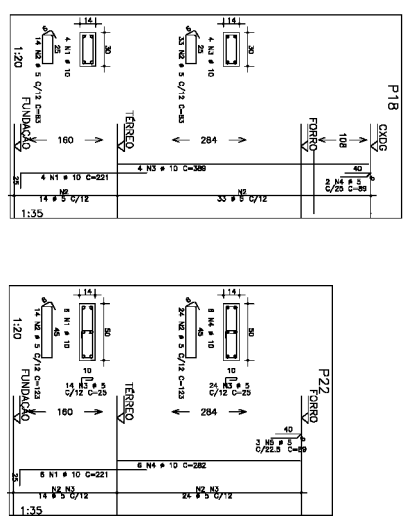 14
30
25
14 N2 ø 5 C/12 C=83
4 N1 ø 10
14
30
25
33 N2 ø 5 C/12 C=83
4 N3 ø 10
P18
1:20
FUNDAÇÃO
160
TÉRREO
284
FORRO
108
CXDG
4 N3 ø 10 C=389
40
25
4 N1 ø 10 C=221
2 N4 ø 5
C/25 C=89
N2
14 ø 5 C/12
N2
33 ø 5 C/12
1:35
14
50
45
14 N2 ø 5 C/12 C=123
6 N1 ø 10
14
50
45
24 N2 ø 5 C/12 C=123
6 N4 ø 10
10
14 N3 ø 5
C/12 C=25
10
24 N3 ø 5
C/12 C=25
P22
1:20
FUNDAÇÃO
160
TÉRREO
284
FORRO
40
3 N5 ø 5
C/22.5 C=89
6 N4 ø 10 C=282
25
6 N1 ø 10 C=221
N2 N3
14 ø 5 C/12
N2 N3
24 ø 5 C/12
1:35